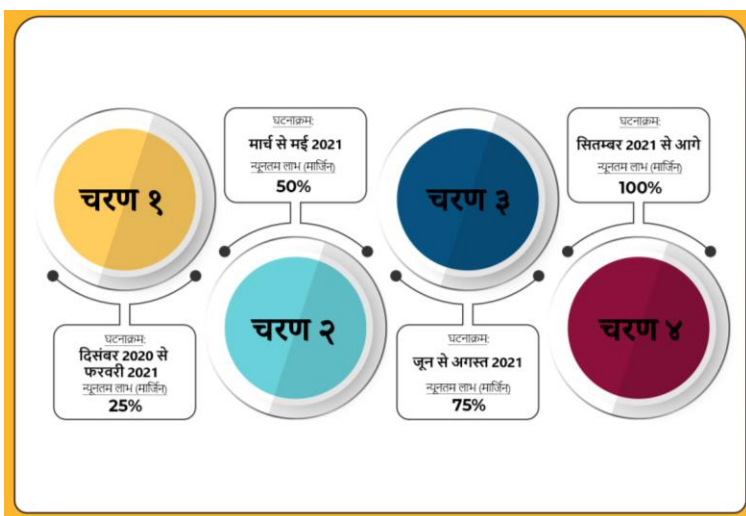 चरण १
घटनाक्रम:
दिसंबर 2020 से
फरवरी 2021
न्यूनतम लाभ (मार्जिन)
25%
घटनाक्रम:
मार्च से मई 2021
न्यूनतम लाभ (मार्जिन)
50%
चरण २
चरण ३
घटनाक्रम:
जून से अगस्त 2021
न्यूनतम लाभ (मार्जिन)
75%
घटनाक्रम:
सितम्बर 2021 से आगे
न्यूनतम लाभ (मार्जिन)
100%
चरण ४